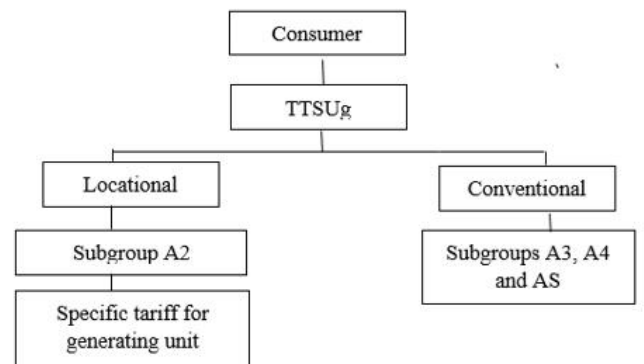 Consumer
TTSUg
Locational
Conventional
Subgroup A2
Subgroups A3, A4
and AS
Specific tariff for
generating unit